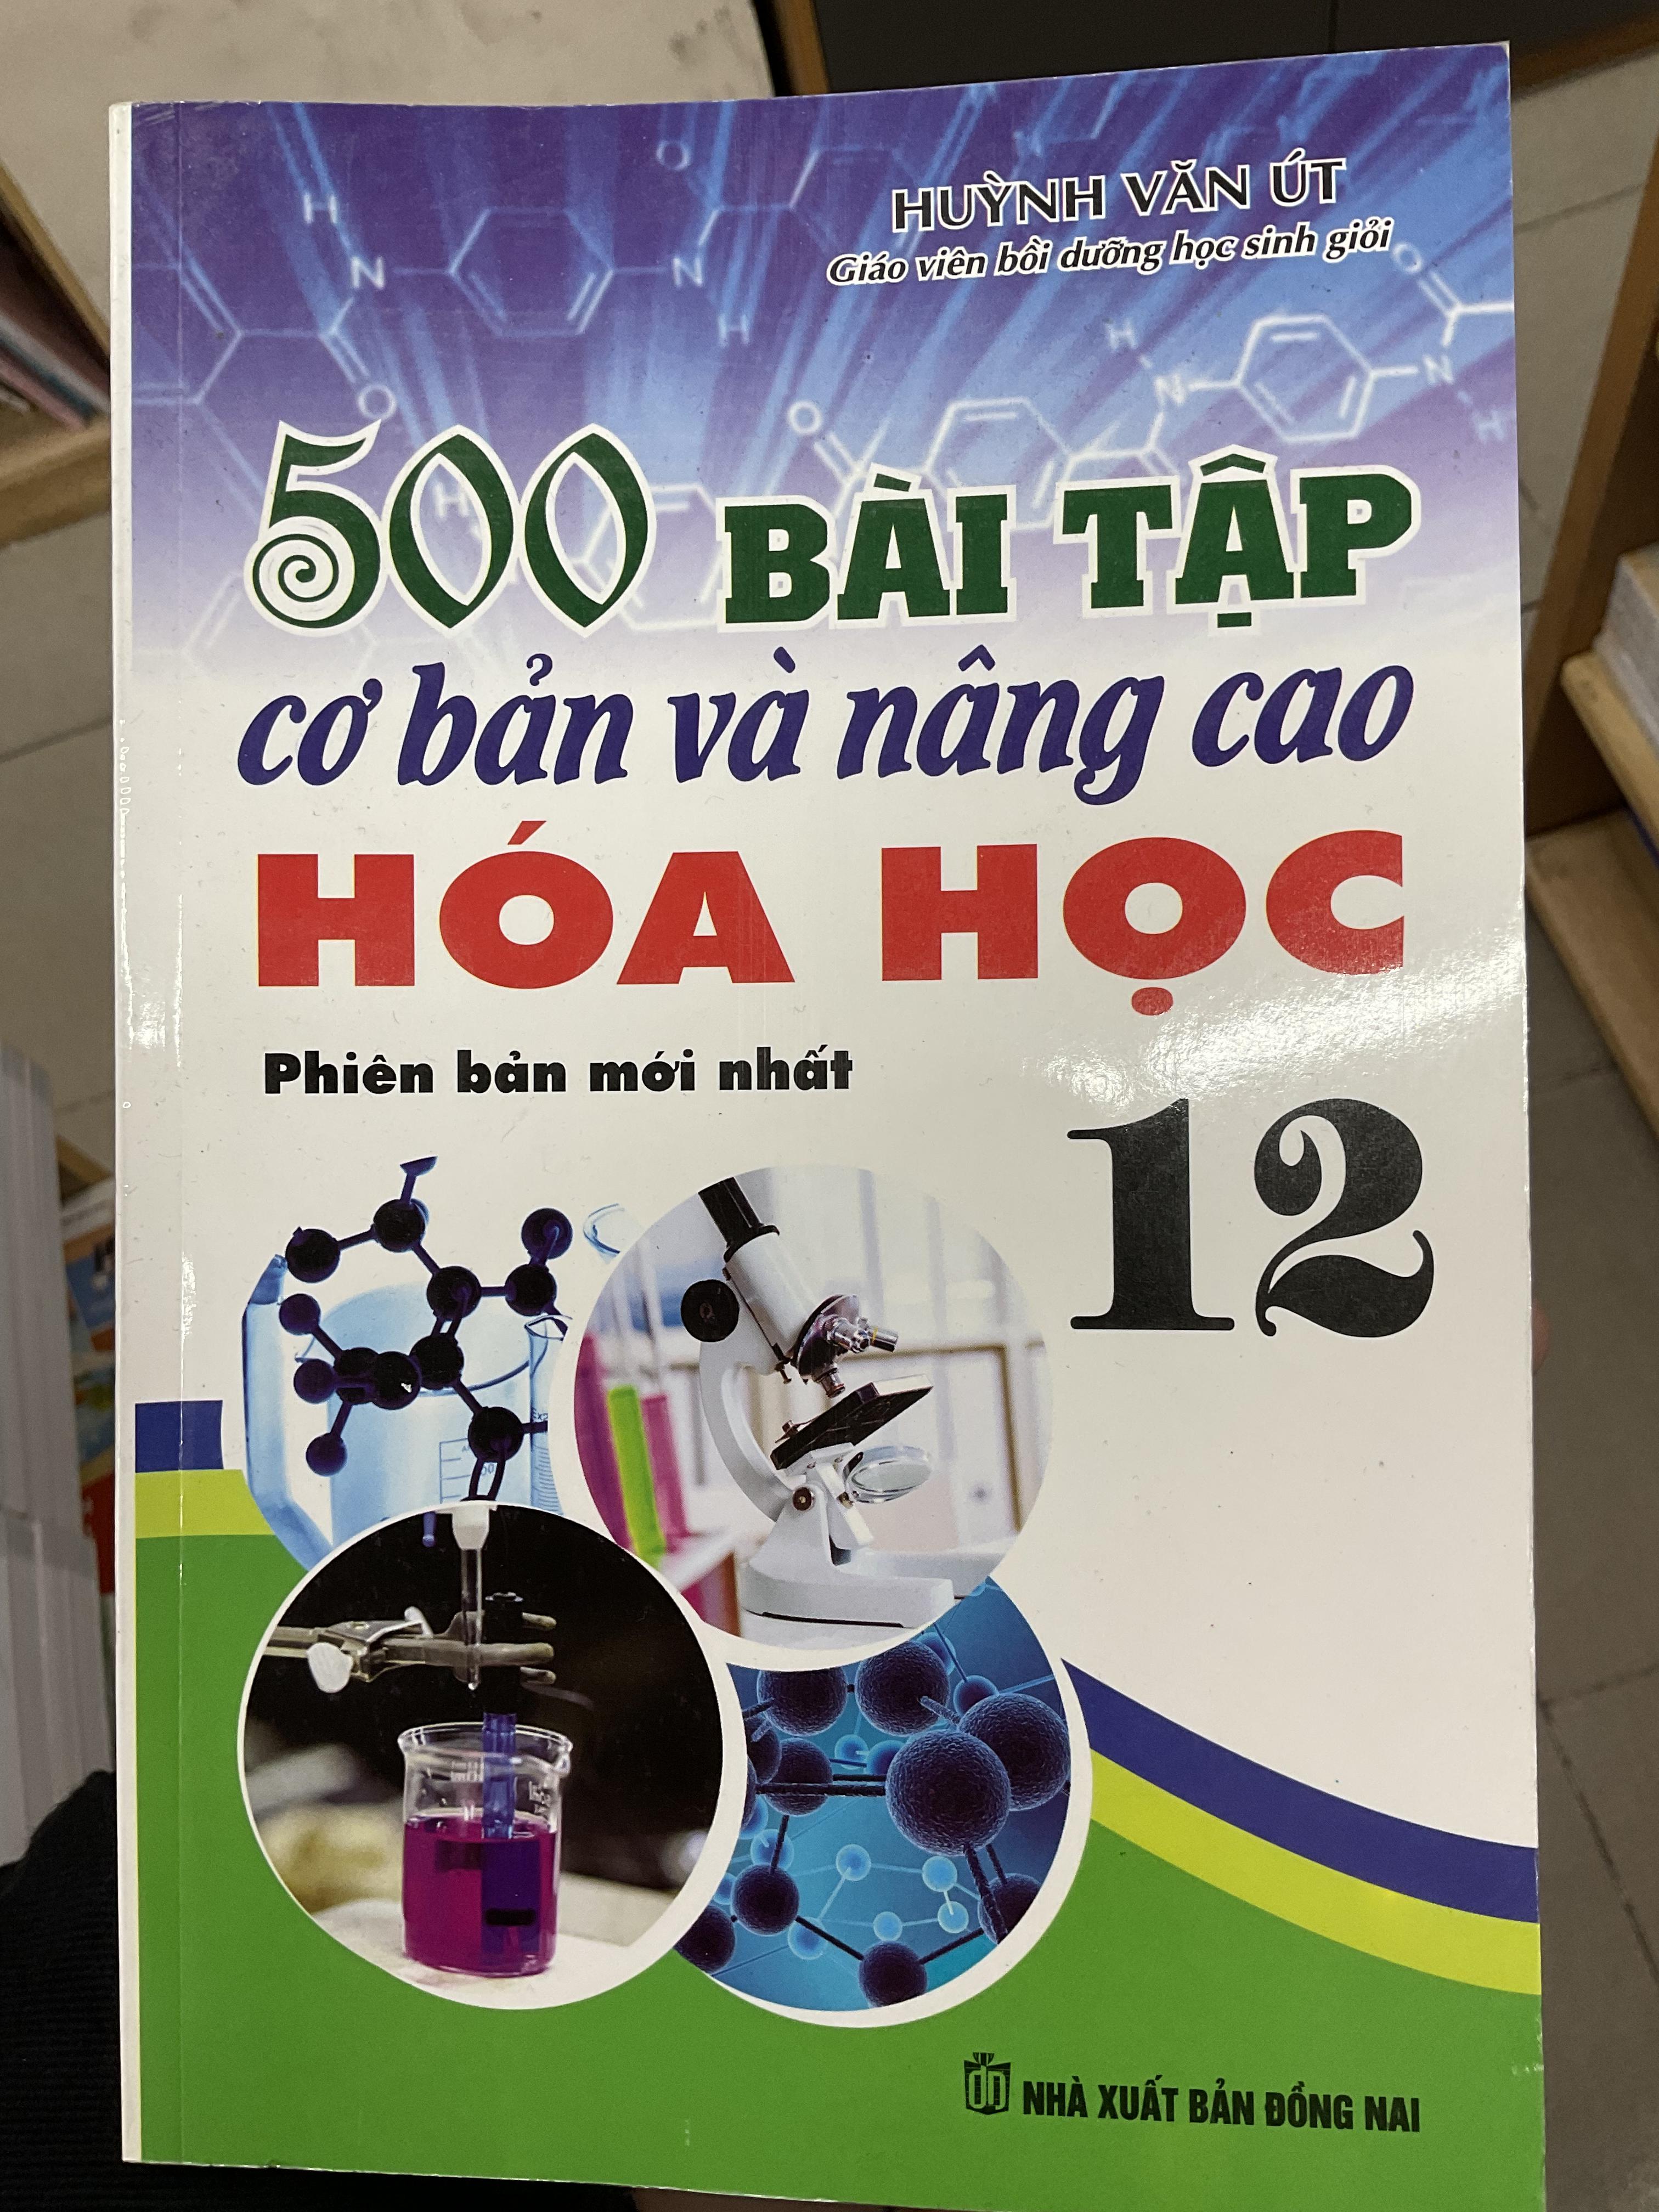 HUỲNH VĂN ÚT
Giáo viên bồi dưỡng học sinh giỏi
500 BÀI TẬP
cơ bản và nâng cao
HÓA HỌC
Phiên bản mới nhất
12
NHÀ XUẤT BẢN ĐỒNG NAI